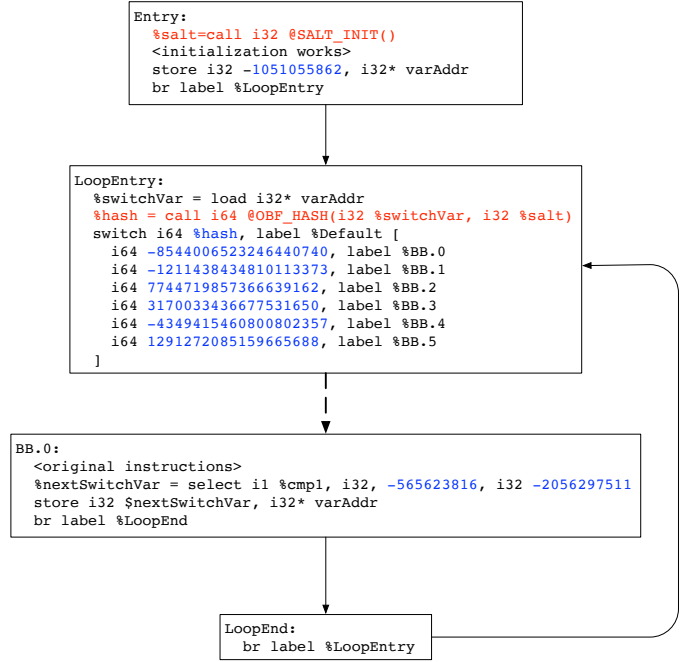 Entry:
%salt=call i32 @SALT_INIT()
<initialization works>
store i32 -1051055862, i32* varAddr
br label %LoopEntry
LoopEntry:
%switchVar = load i32* varAddr
%hash = call i64 @OBF_HASH(i32 %switchVar, i32 %salt)
switch i64 %hash, label %Default [
i64 -8544006523246440740, label %BB.0
i64 -1211438434810113373, label %BB.1
i64 7744719857366639162, label %BB.2
i64 3170033436677531650, label %BB.3
i64 -4349415460800802357, label %BB.4
i64 1291272085159665688, label %BB.5
]
BB.0:
<original instructions>
%nextSwitchVar = select i1 %cmp1, i32, -565623816, i32 -2056297511
store i32 $nextSwitchVar, i32* varAddr
br label %LoopEnd
LoopEnd:
br label %LoopEntry